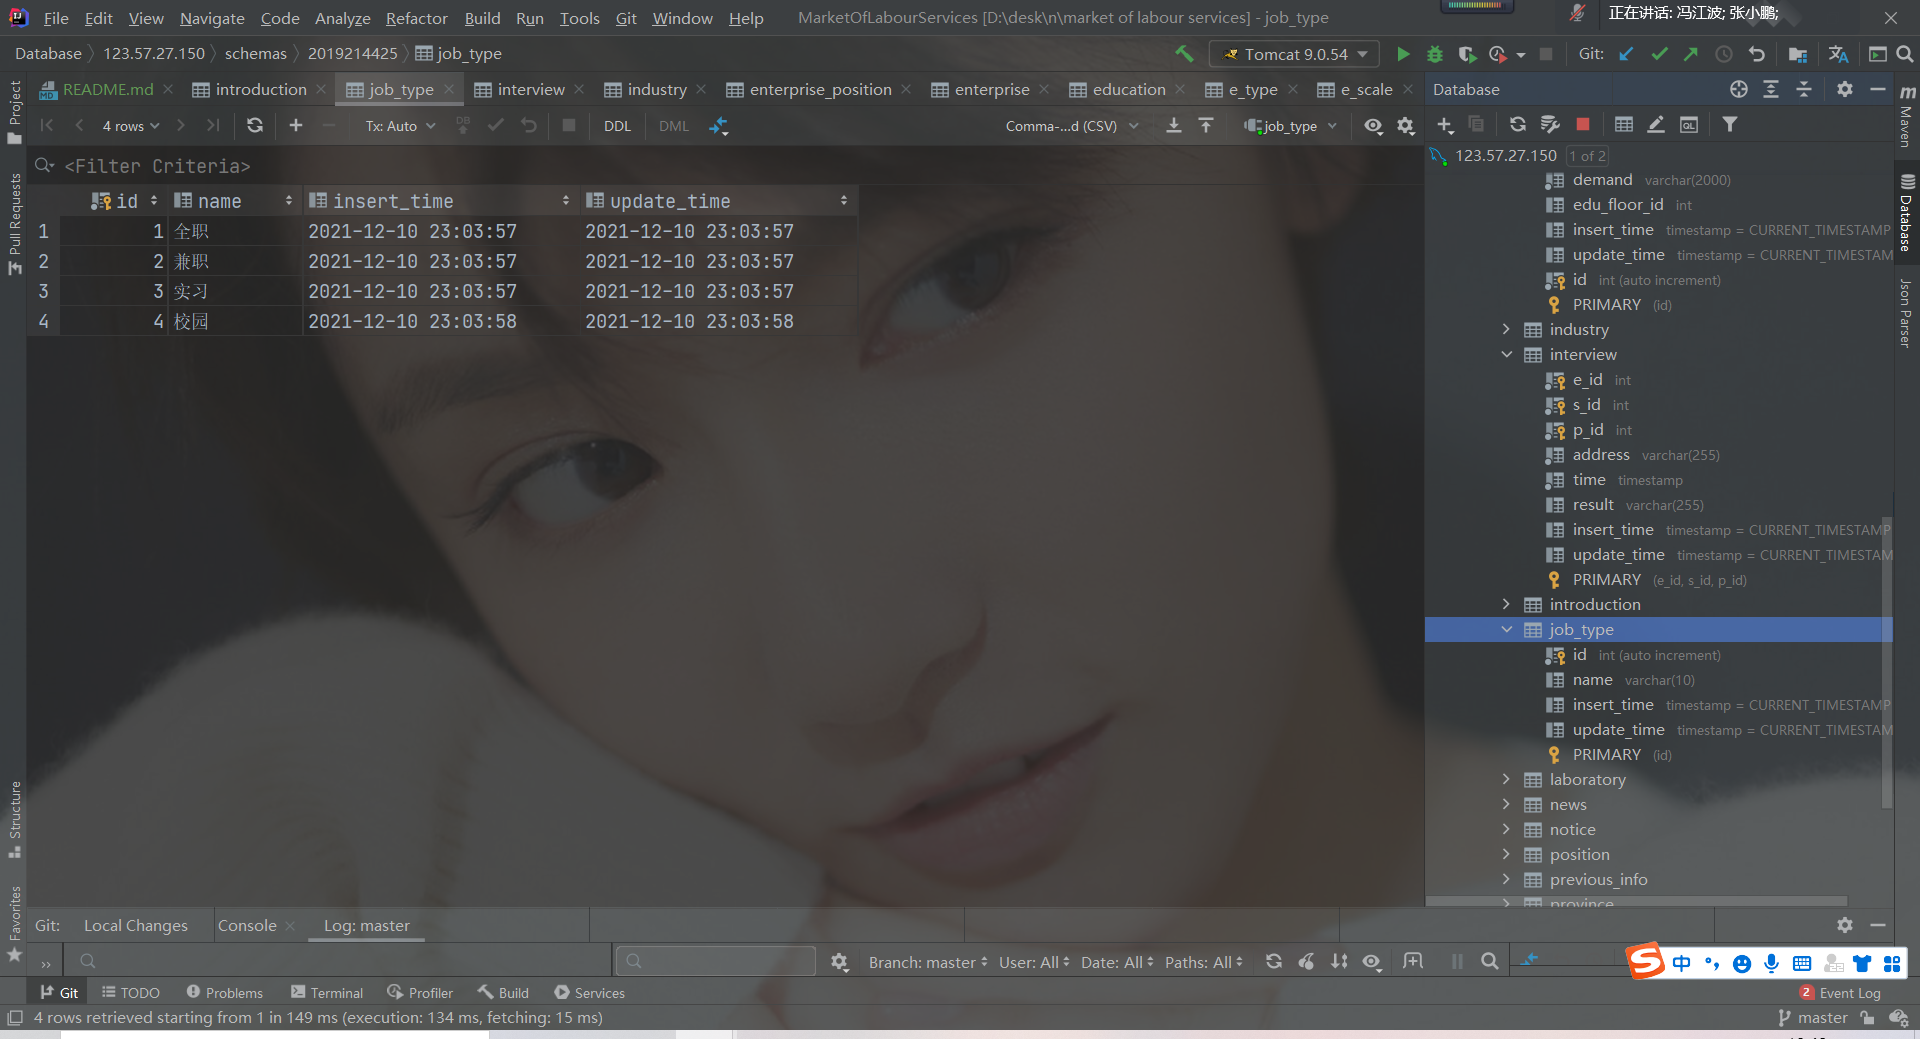 File Edit View Navigate Code Analyze Refactor Build Run Tools Git Window Help MarketOfLabourServices [D:\desk\n\market of labour services] - job_type 正在讲话: 冯江波; 张小鹏;
Database 123.57.27.150 schemas 2019214425 job_type Tomcat 9.0.54 Git:
README.md introduction job_type interview industry enterprise_position enterprise education e_type e_scale Database
4 rows Tx: Auto DDL DML Comma-...d (CSV) job_type
<Filter Criteria>
id name insert_time update_time
1 1 全职 2021-12-10 23:03:57 2021-12-10 23:03:57
2 2 兼职 2021-12-10 23:03:57 2021-12-10 23:03:57
3 3 实习 2021-12-10 23:03:57 2021-12-10 23:03:57
4 4 校园 2021-12-10 23:03:58 2021-12-10 23:03:58
123.57.27.150 1 of 2
demand varchar(2000)
edu_floor_id int
insert_time timestamp = CURRENT_TIMESTAMP
update_time timestamp = CURRENT_TIMESTAM
id int (auto increment)
PRIMARY (id)
industry
interview
e_id int
s_id int
p_id int
address varchar(255)
time timestamp
result varchar(255)
insert_time timestamp = CURRENT_TIMESTAMP
update_time timestamp = CURRENT_TIMESTAM
PRIMARY (e_id, s_id, p_id)
introduction
job_type
id int (auto increment)
name varchar(10)
insert_time timestamp = CURRENT_TIMESTAMP
update_time timestamp = CURRENT_TIMESTAM
PRIMARY (id)
laboratory
news
notice
position
previous_info
province
Project
Pull Requests
Structure
Favorites
Maven
Database
Json Parser
Git: Local Changes Console Log: master
Branch: master User: All Date: All Paths: All
中
Git TODO Problems Terminal Profiler Build Services 2 Event Log
4 rows retrieved starting from 1 in 149 ms (execution: 134 ms, fetching: 15 ms) master